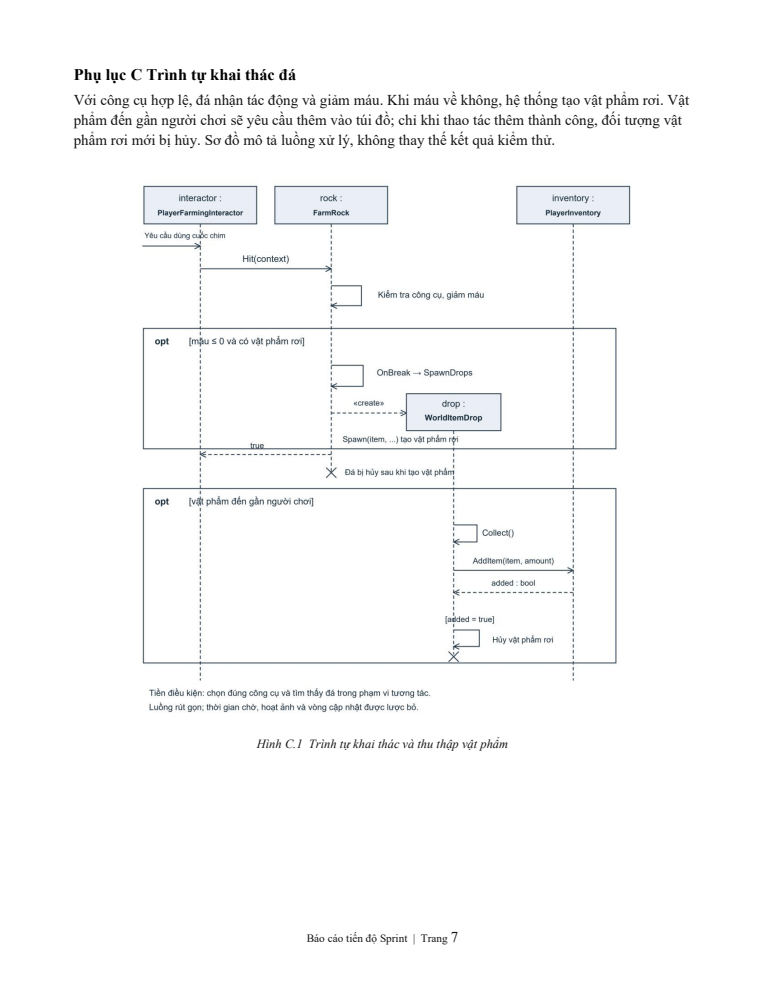 Phụ lục C Trình tự khai thác đá
Với công cụ hợp lệ, đá nhận tác động và giảm máu. Khi máu về không, hệ thống tạo vật phẩm rơi. Vật
phẩm đến gần người chơi sẽ yêu cầu thêm vào túi đồ; chỉ khi thao tác thêm thành công, đối tượng vật
phẩm rơi mới bị hủy. Sơ đồ mô tả luồng xử lý, không thay thế kết quả kiểm thử.
interactor :
PlayerFarmingInteractor
rock :
FarmRock
inventory :
PlayerInventory
Yêu cầu dùng cuốc chim
Hit(context)
Kiểm tra công cụ, giảm máu
opt [máu ≤ 0 và có vật phẩm rơi]
OnBreak → SpawnDrops
«create»
drop :
WorldItemDrop
Spawn(item, ...) tạo vật phẩm rơi
true
Đá bị hủy sau khi tạo vật phẩm
opt [vật phẩm đến gần người chơi]
Collect()
AddItem(item, amount)
added : bool
[added = true]
Hủy vật phẩm rơi
Tiền điều kiện: chọn đúng công cụ và tìm thấy đá trong phạm vi tương tác.
Luồng rút gọn; thời gian chờ, hoạt ảnh và vòng cập nhật được lược bỏ.
Hình C.1 Trình tự khai thác và thu thập vật phẩm
Báo cáo tiến độ Sprint | Trang 7